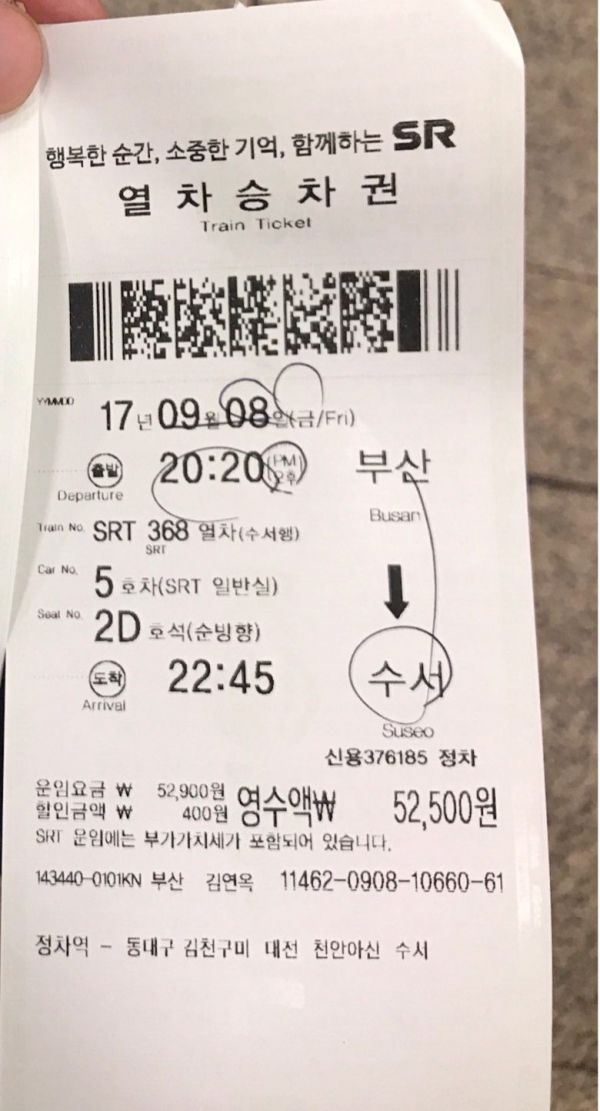 행복한 순간, 소중한 기억, 함께하는 SR
열차승차권
Train Ticket
YYMMDD
17년 09월 08일(금/Fri)
출발 20:20 (PM 오후) 부산
Departure Busan
Train No. SRT 368 열차(수서행)
SRT
Car No. 5 호차(SRT 일반실)
Seat No. 2D 호석(순방향)
도착 22:45 수서
Arrival Suseo
신용376185 정차
운임요금 ₩ 52,900원 영수액₩ 52,500원
할인금액 ₩ 400원
SRT 운임에는 부가가치세가 포함되어 있습니다.
143440-0101KN 부산 김연옥 11462-0908-10660-61
정차역 - 동대구 김천구미 대전 천안아산 수서